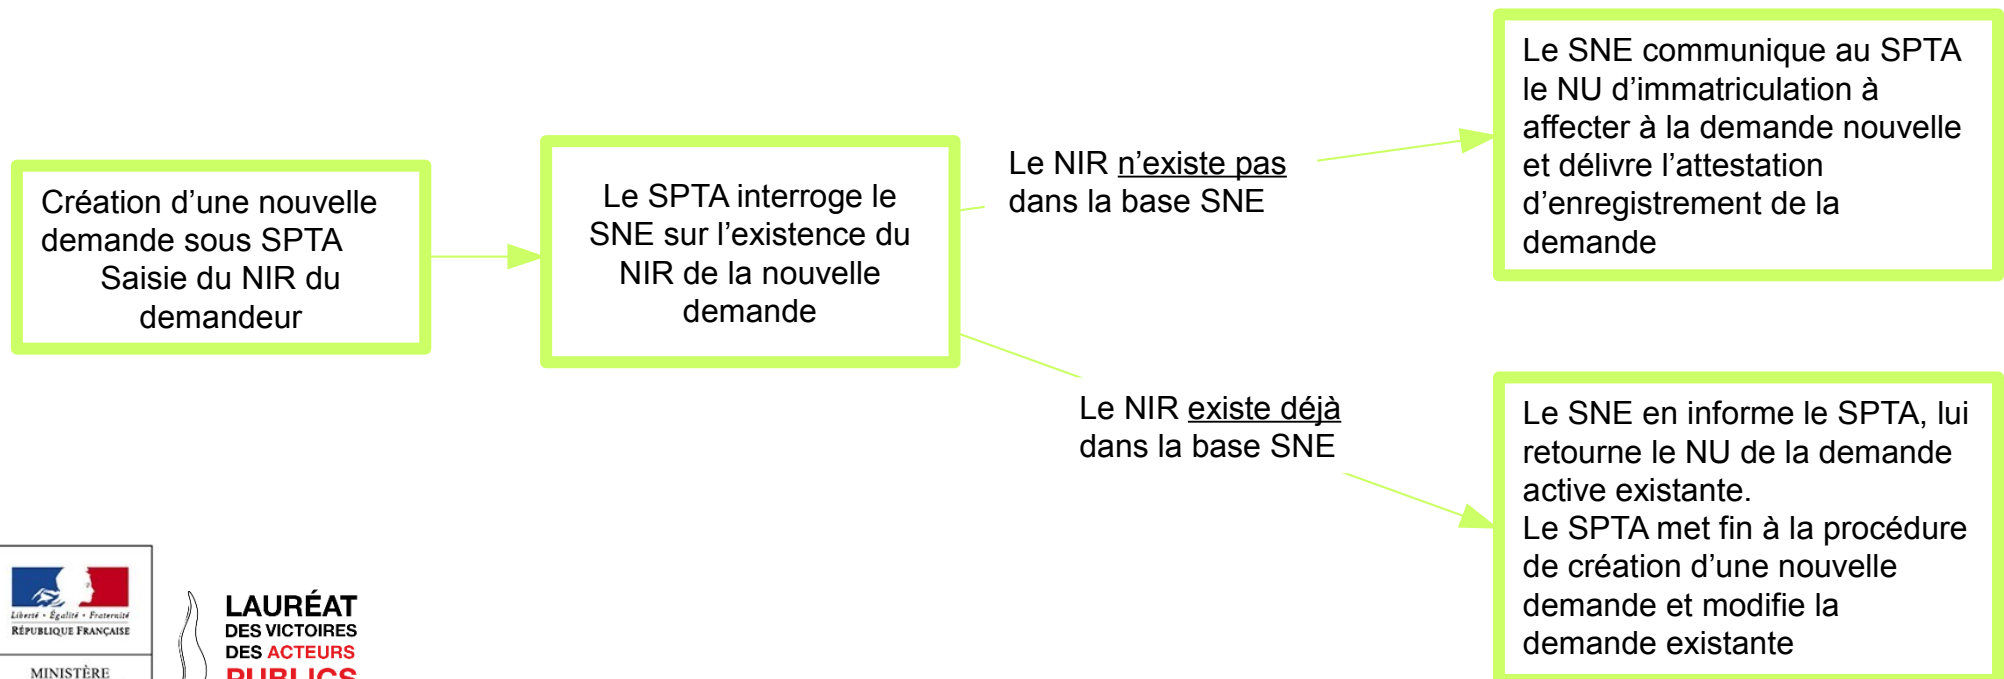 Création d’une nouvelle
demande sous SPTA
Saisie du NIR du
demandeur
Le SPTA interroge le
SNE sur l’existence du
NIR de la nouvelle
demande
Le NIR n’existe pas
dans la base SNE
Le SNE communique au SPTA
le NU d’immatriculation à
affecter à la demande nouvelle
et délivre l’attestation
d’enregistrement de la
demande
Le NIR existe déjà
dans la base SNE
Le SNE en informe le SPTA, lui
retourne le NU de la demande
active existante.
Le SPTA met fin à la procédure
de création d’une nouvelle
demande et modifie la
demande existante
Liberté • Égalité • Fraternité
RÉPUBLIQUE FRANÇAISE
MINISTÈRE
LAURÉAT
DES VICTOIRES
DES ACTEURS
PUBLICS